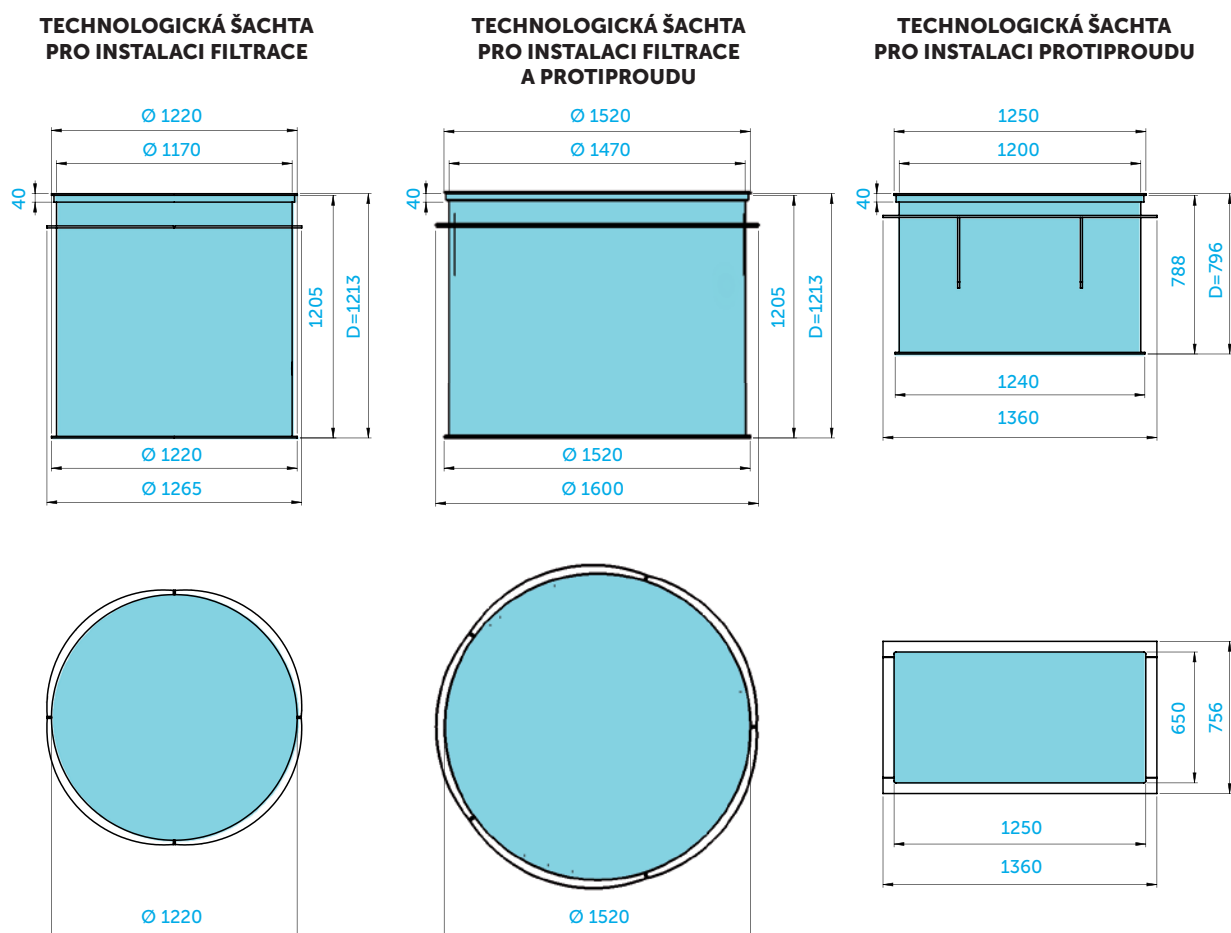 TECHNOLOGICKÁ ŠACHTA
PRO INSTALACI FILTRACE
Ø 1220
Ø 1170
40
1205
D=1213
Ø 1220
Ø 1265
Ø 1220
TECHNOLOGICKÁ ŠACHTA
PRO INSTALACI FILTRACE
A PROTIPROUDU
Ø 1520
Ø 1470
40
1205
D=1213
Ø 1520
Ø 1600
Ø 1520
TECHNOLOGICKÁ ŠACHTA
PRO INSTALACI PROTIPROUDU
1250
1200
40
788
D=796
1240
1360
650
756
1250
1360